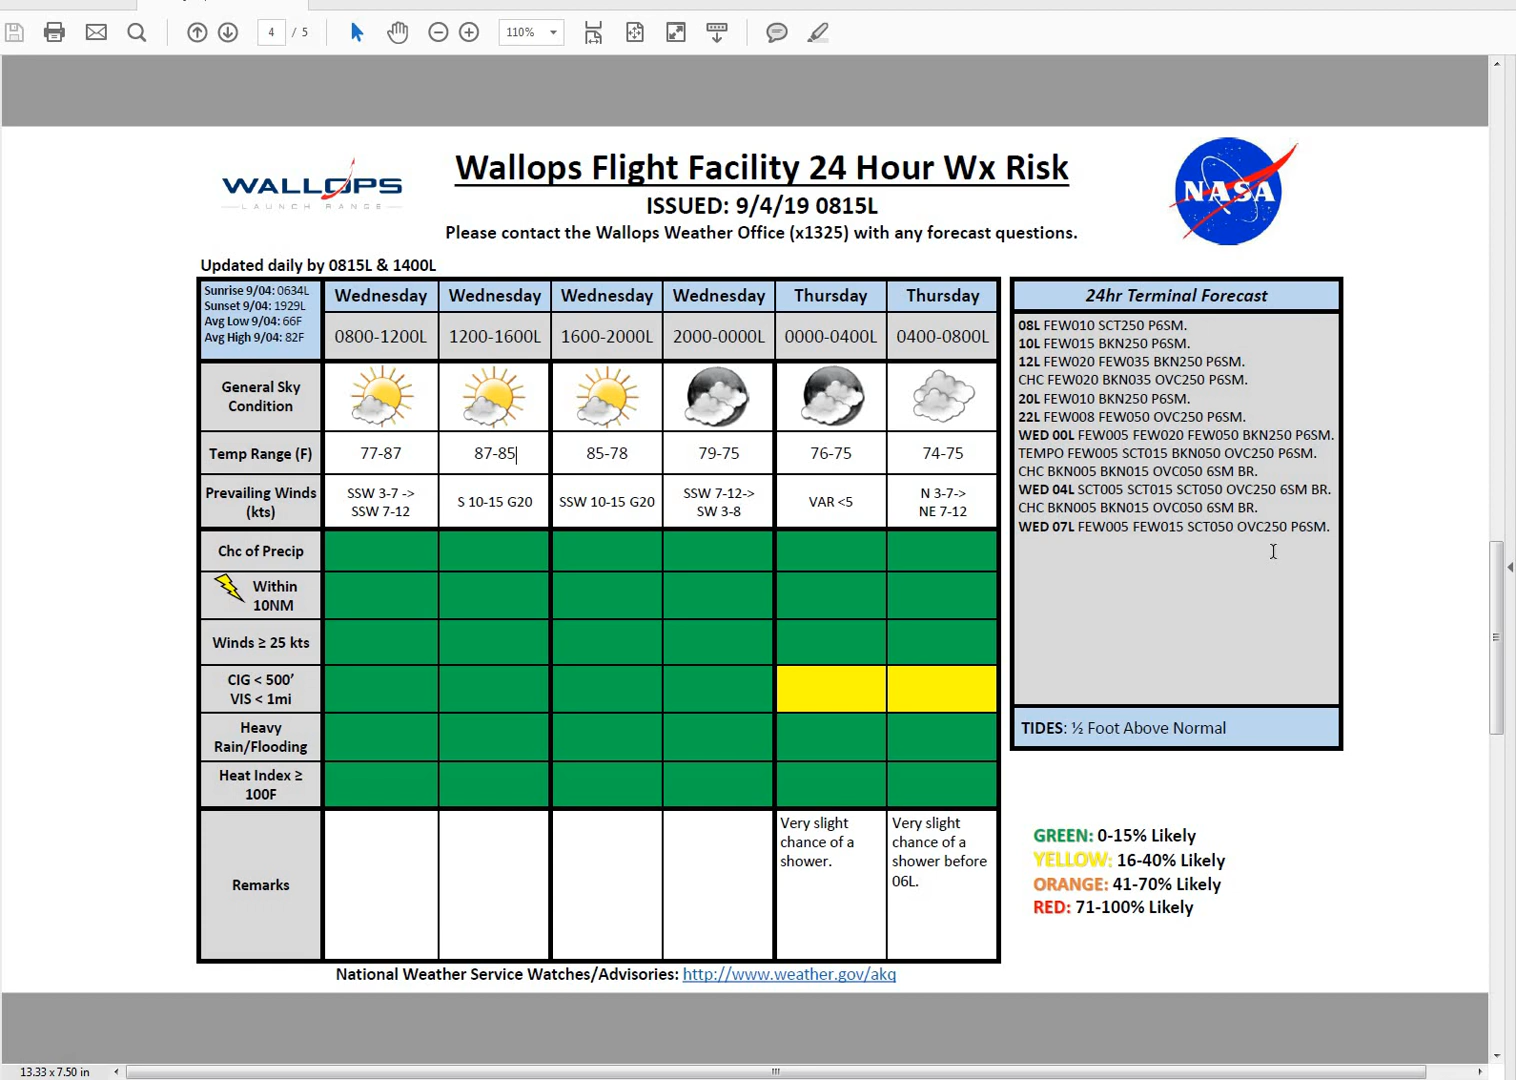 4 / 5
110%
WALLOPS
LAUNCH RANGE
Wallops Flight Facility 24 Hour Wx Risk
ISSUED: 9/4/19 0815L
Please contact the Wallops Weather Office (x1325) with any forecast questions.
NASA
Updated daily by 0815L & 1400L
Sunrise 9/04: 0634L
Sunset 9/04: 1929L
Avg Low 9/04: 66F
Avg High 9/04: 82F
Wednesday Wednesday Wednesday Wednesday Thursday Thursday
0800-1200L 1200-1600L 1600-2000L 2000-0000L 0000-0400L 0400-0800L
General Sky
Condition
Temp Range (F) 77-87 87-85 85-78 79-75 76-75 74-75
Prevailing Winds
(kts)
SSW 3-7 ->
SSW 7-12
S 10-15 G20
SSW 10-15 G20
SSW 7-12->
SW 3-8
VAR <5
N 3-7->
NE 7-12
Chc of Precip
Within
10NM
Winds ≥ 25 kts
CIG < 500'
VIS < 1mi
Heavy
Rain/Flooding
Heat Index ≥
100F
Remarks
Very slight
chance of a
shower.
Very slight
chance of a
shower before
06L.
National Weather Service Watches/Advisories: http://www.weather.gov/akq
24hr Terminal Forecast
08L FEW010 SCT250 P6SM.
10L FEW015 BKN250 P6SM.
12L FEW020 FEW035 BKN250 P6SM.
CHC FEW020 BKN035 OVC250 P6SM.
20L FEW010 BKN250 P6SM.
22L FEW008 FEW050 OVC250 P6SM.
WED 00L FEW005 FEW020 FEW050 BKN250 P6SM.
TEMPO FEW005 SCT015 BKN050 OVC250 P6SM.
CHC BKN005 BKN015 OVC050 6SM BR.
WED 04L SCT005 SCT015 SCT050 OVC250 6SM BR.
CHC BKN005 BKN015 OVC050 6SM BR.
WED 07L FEW005 FEW015 SCT050 OVC250 P6SM.
TIDES: ½ Foot Above Normal
GREEN: 0-15% Likely
YELLOW: 16-40% Likely
ORANGE: 41-70% Likely
RED: 71-100% Likely
13.33 x 7.50 in